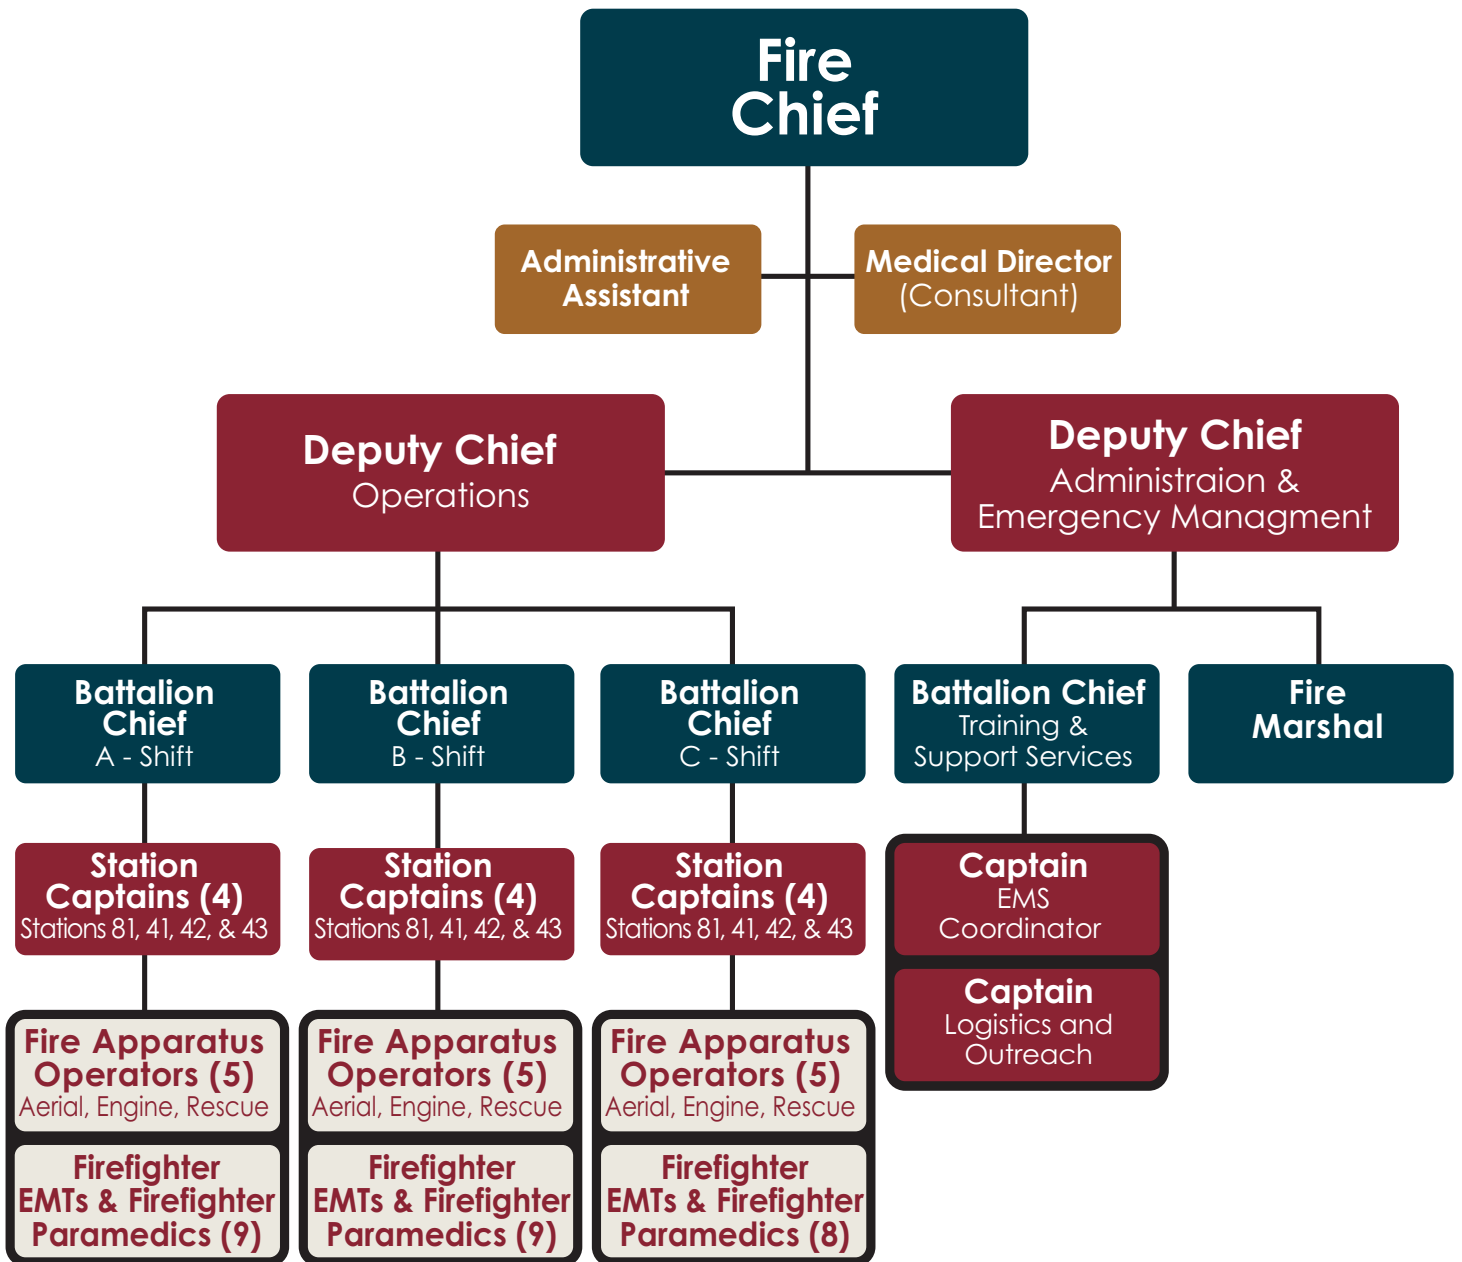 Fire
Chief
Administrative
Assistant
Medical Director
(Consultant)
Deputy Chief
Operations
Deputy Chief
Administraion &
Emergency Managment
Battalion
Chief
A - Shift
Battalion
Chief
B - Shift
Battalion
Chief
C - Shift
Battalion Chief
Training &
Support Services
Fire
Marshal
Station
Captains (4)
Stations 81, 41, 42, & 43
Station
Captains (4)
Stations 81, 41, 42, & 43
Station
Captains (4)
Stations 81, 41, 42, & 43
Captain
EMS
Coordinator
Captain
Logistics and
Outreach
Fire Apparatus
Operators (5)
Aerial, Engine, Rescue
Fire Apparatus
Operators (5)
Aerial, Engine, Rescue
Fire Apparatus
Operators (5)
Aerial, Engine, Rescue
Firefighter
EMTs & Firefighter
Paramedics (9)
Firefighter
EMTs & Firefighter
Paramedics (9)
Firefighter
EMTs & Firefighter
Paramedics (8)